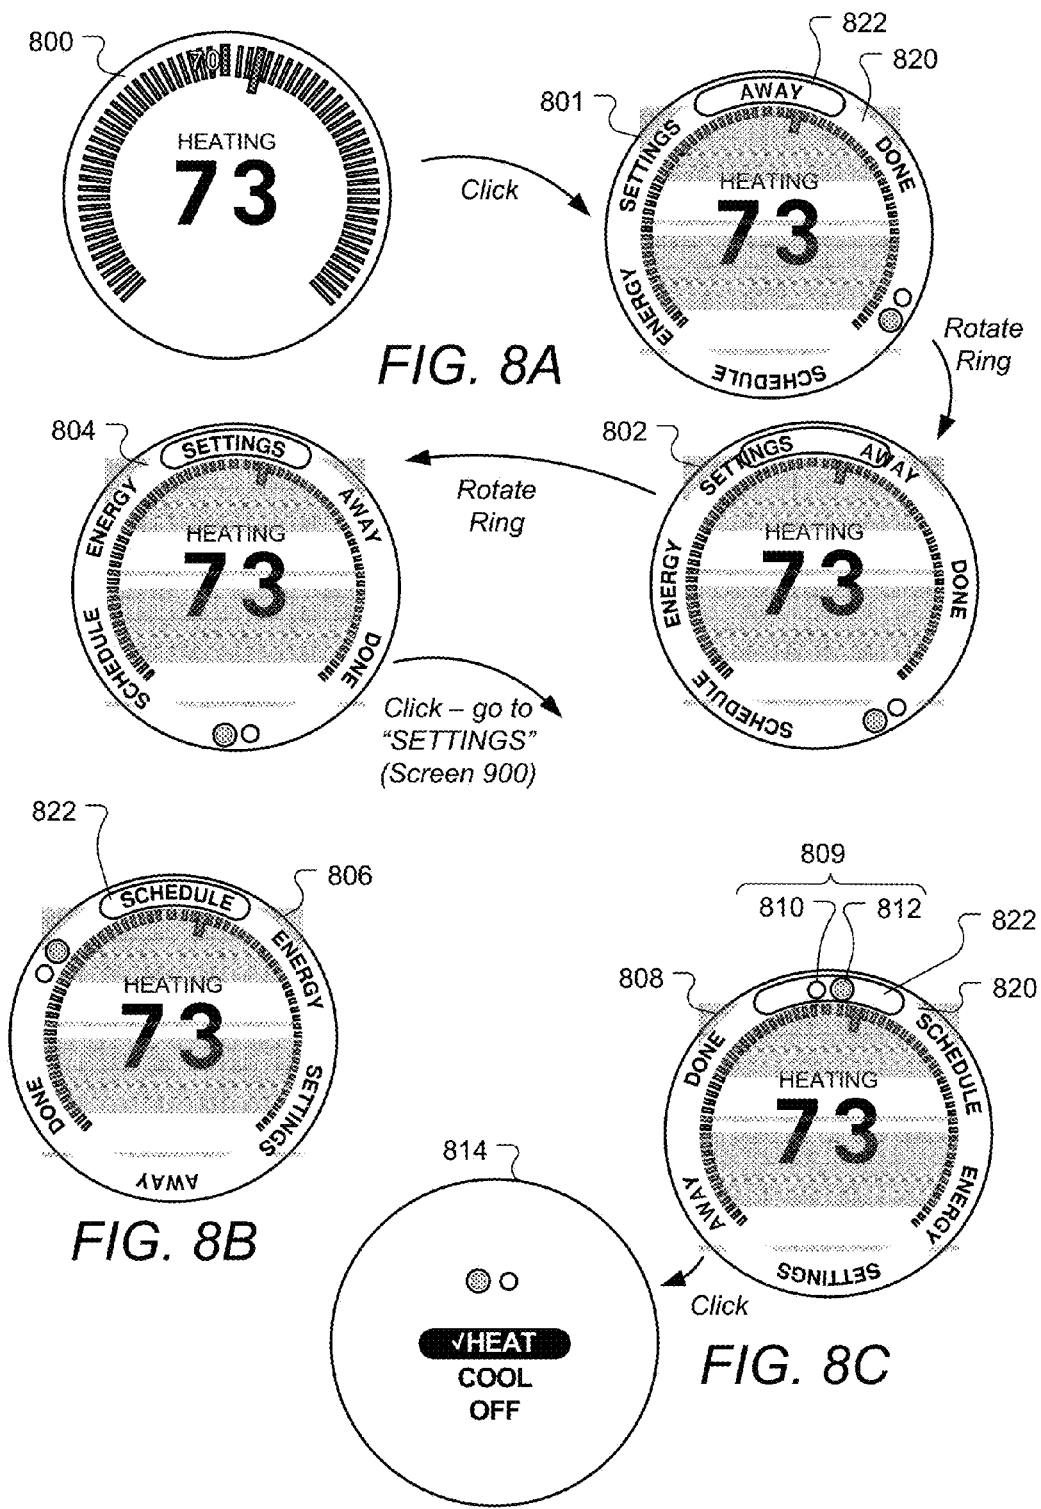 800
70
HEATING
73
Click
822
820
801
AWAY
SETTINGS
DONE
HEATING
73
ENERGY
SCHEDULE
FIG. 8A
Rotate
Ring
804
SETTINGS
ENERGY
AWAY
HEATING
73
SCHEDULE
DONE
Rotate
Ring
802
SETTINGS
AWAY
HEATING
73
ENERGY
DONE
SCHEDULE
Click – go to
"SETTINGS"
(Screen 900)
822
806
SCHEDULE
ENERGY
HEATING
73
DONE
SETTINGS
AWAY
FIG. 8B
809
810
812
822
808
820
DONE
SCHEDULE
HEATING
73
AWAY
ENERGY
SETTINGS
Click
FIG. 8C
814
√HEAT
COOL
OFF